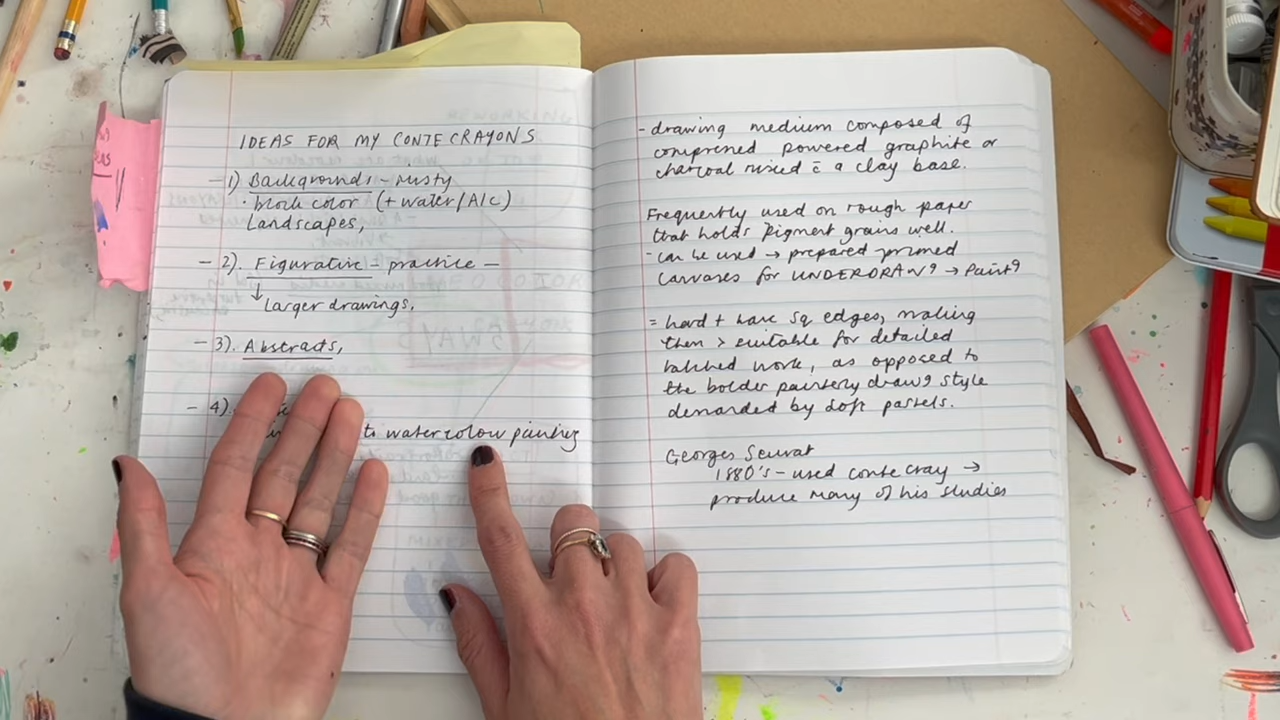 IDEAS FOR MY CONTE CRAYONS
- 1) Backgrounds - misty
· block color (+ water/A/c)
Landscapes,
- 2). Figurative - practice -
↓ Larger drawings.
- 3). Abstracts,
- 4).
to watercolour painting
- drawing medium composed of
compressed powered graphite or
charcoal mixed c̄ a clay base.
Frequently used on rough paper
that holds pigment grains well.
- can be used → prepared primed
canvases for UNDERDRAWg → Paintg
= hard + have sq edges, making
them > suitable for detailed
hatched work, as opposed to
the bolder painterly drawg style
demanded by soft pastels.
Georges Seurat
1880's - used conte cray →
produce many of his studies